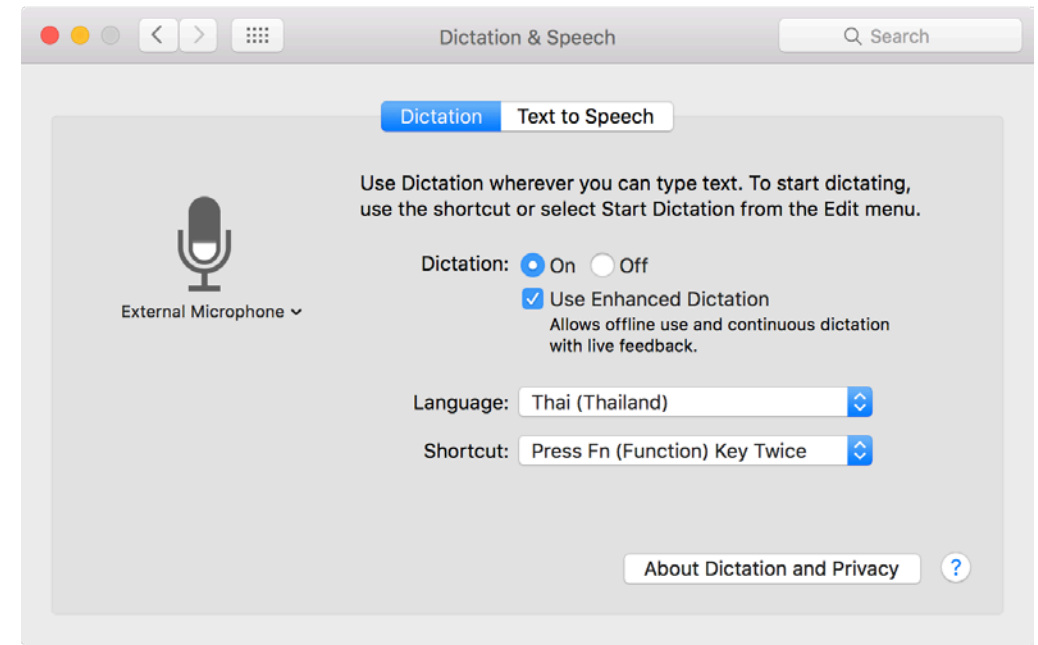 Dictation & Speech
Search
Dictation
Text to Speech
Use Dictation wherever you can type text. To start dictating,
use the shortcut or select Start Dictation from the Edit menu.
External Microphone
Dictation: On Off
Use Enhanced Dictation
Allows offline use and continuous dictation
with live feedback.
Language: Thai (Thailand)
Shortcut: Press Fn (Function) Key Twice
About Dictation and Privacy
?